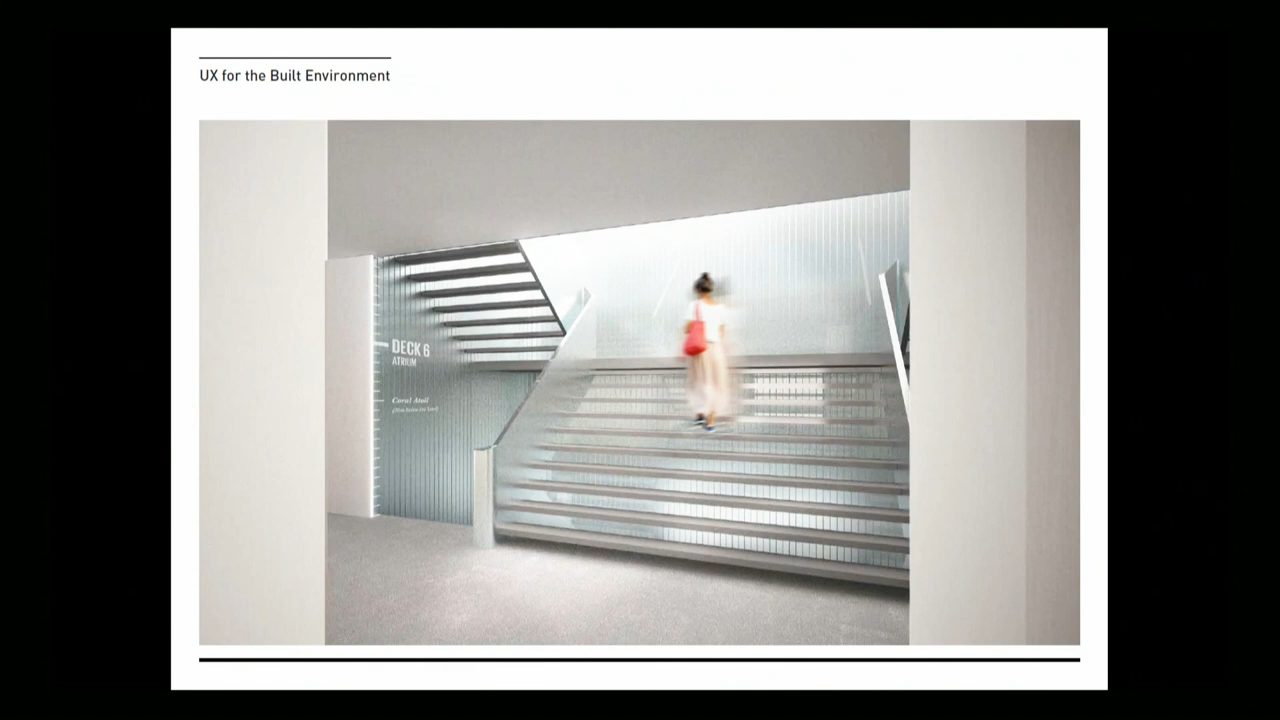 UX for the Built Environment
DECK 6
ATRIUM
Coral Atoll